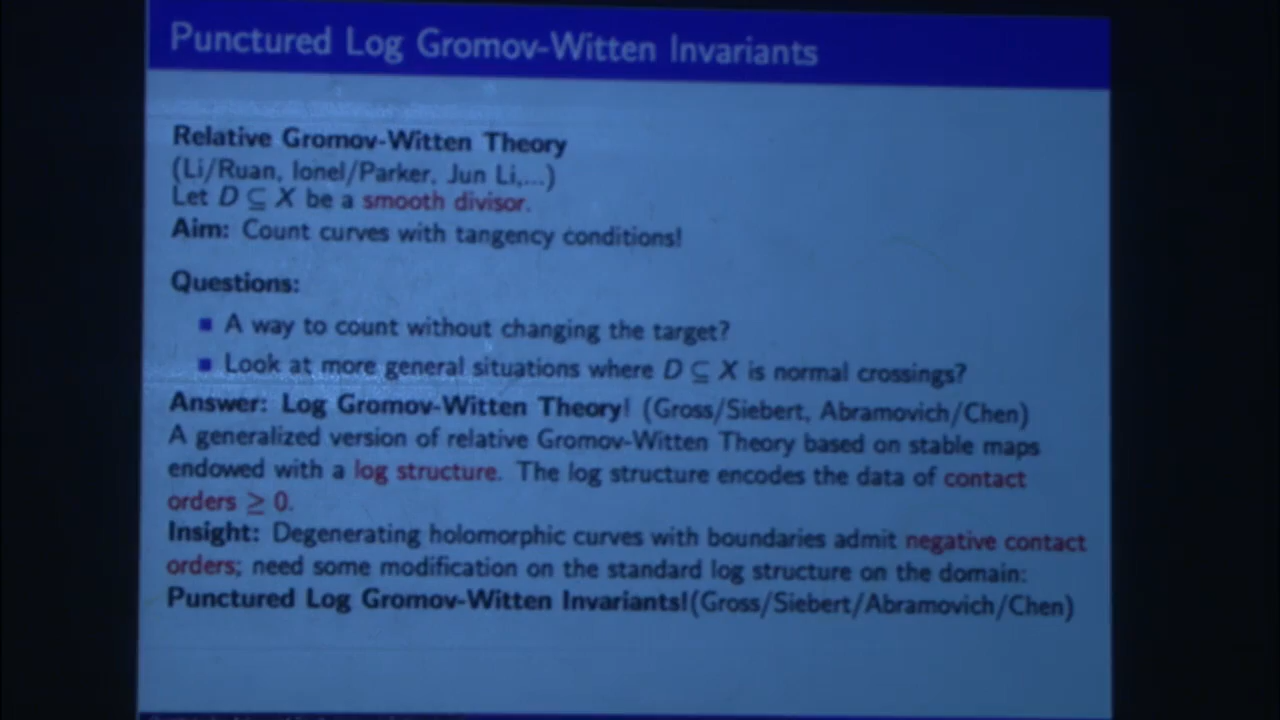 Punctured Log Gromov-Witten Invariants
Relative Gromov-Witten Theory
(Li/Ruan, Ionel/Parker, Jun Li,...)
Let D ⊆ X be a smooth divisor.
Aim: Count curves with tangency conditions!
Questions:
A way to count without changing the target?
Look at more general situations where D ⊆ X is normal crossings?
Answer: Log Gromov-Witten Theory! (Gross/Siebert, Abramovich/Chen)
A generalized version of relative Gromov-Witten Theory based on stable maps
endowed with a log structure. The log structure encodes the data of contact
orders ≥ 0.
Insight: Degenerating holomorphic curves with boundaries admit negative contact
orders; need some modification on the standard log structure on the domain:
Punctured Log Gromov-Witten Invariants!(Gross/Siebert/Abramovich/Chen)